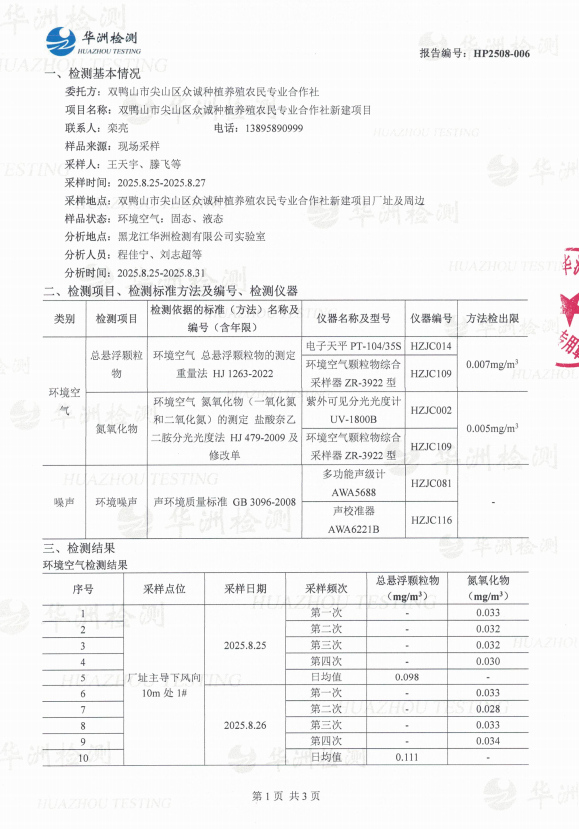 华洲检测
HUAZHOU TESTING
报告编号：HP2508-006
一、检测基本情况
委托方：双鸭山市尖山区众诚种植养殖农民专业合作社
项目名称：双鸭山市尖山区众诚种植养殖农民专业合作社新建项目
联系人：栾亮 电话：13895890999
样品来源：现场采样
采样人：王天宇、滕飞等
采样时间：2025.8.25-2025.8.27
采样地点：双鸭山市尖山区众诚种植养殖农民专业合作社新建项目厂址及周边
样品状态：环境空气：固态、液态
分析地点：黑龙江华洲检测有限公司实验室
分析人员：程佳宁、刘志超等
分析时间：2025.8.25-2025.8.31
二、检测项目、检测标准方法及编号、检测仪器
类别 检测项目 检测依据的标准（方法）名称及编号（含年限） 仪器名称及型号 仪器编号 方法检出限
环境空气 总悬浮颗粒物 环境空气 总悬浮颗粒物的测定 重量法 HJ 1263-2022 电子天平 PT-104/35S HZJC014 0.007mg/m³
环境空气颗粒物综合采样器 ZR-3922 型 HZJC109
氮氧化物 环境空气 氮氧化物（一氧化氮和二氧化氮）的测定 盐酸萘乙二胺分光光度法 HJ 479-2009 及修改单 紫外可见分光光度计 UV-1800B HZJC002 0.005mg/m³
环境空气颗粒物综合采样器 ZR-3922 型 HZJC109
噪声 环境噪声 声环境质量标准 GB 3096-2008 多功能声级计 AWA5688 HZJC081 -
声校准器 AWA6221B HZJC116
三、检测结果
环境空气检测结果
序号 采样点位 采样日期 采样频次 总悬浮颗粒物（mg/m³） 氮氧化物（mg/m³）
1 厂址主导下风向10m 处 1# 2025.8.25 第一次 - 0.033
2 第二次 - 0.032
3 第三次 - 0.032
4 第四次 - 0.030
5 日均值 0.098 -
6 2025.8.26 第一次 - 0.033
7 第二次 - 0.028
8 第三次 - 0.033
9 第四次 - 0.034
10 日均值 0.111 -
第 1 页 共 3 页